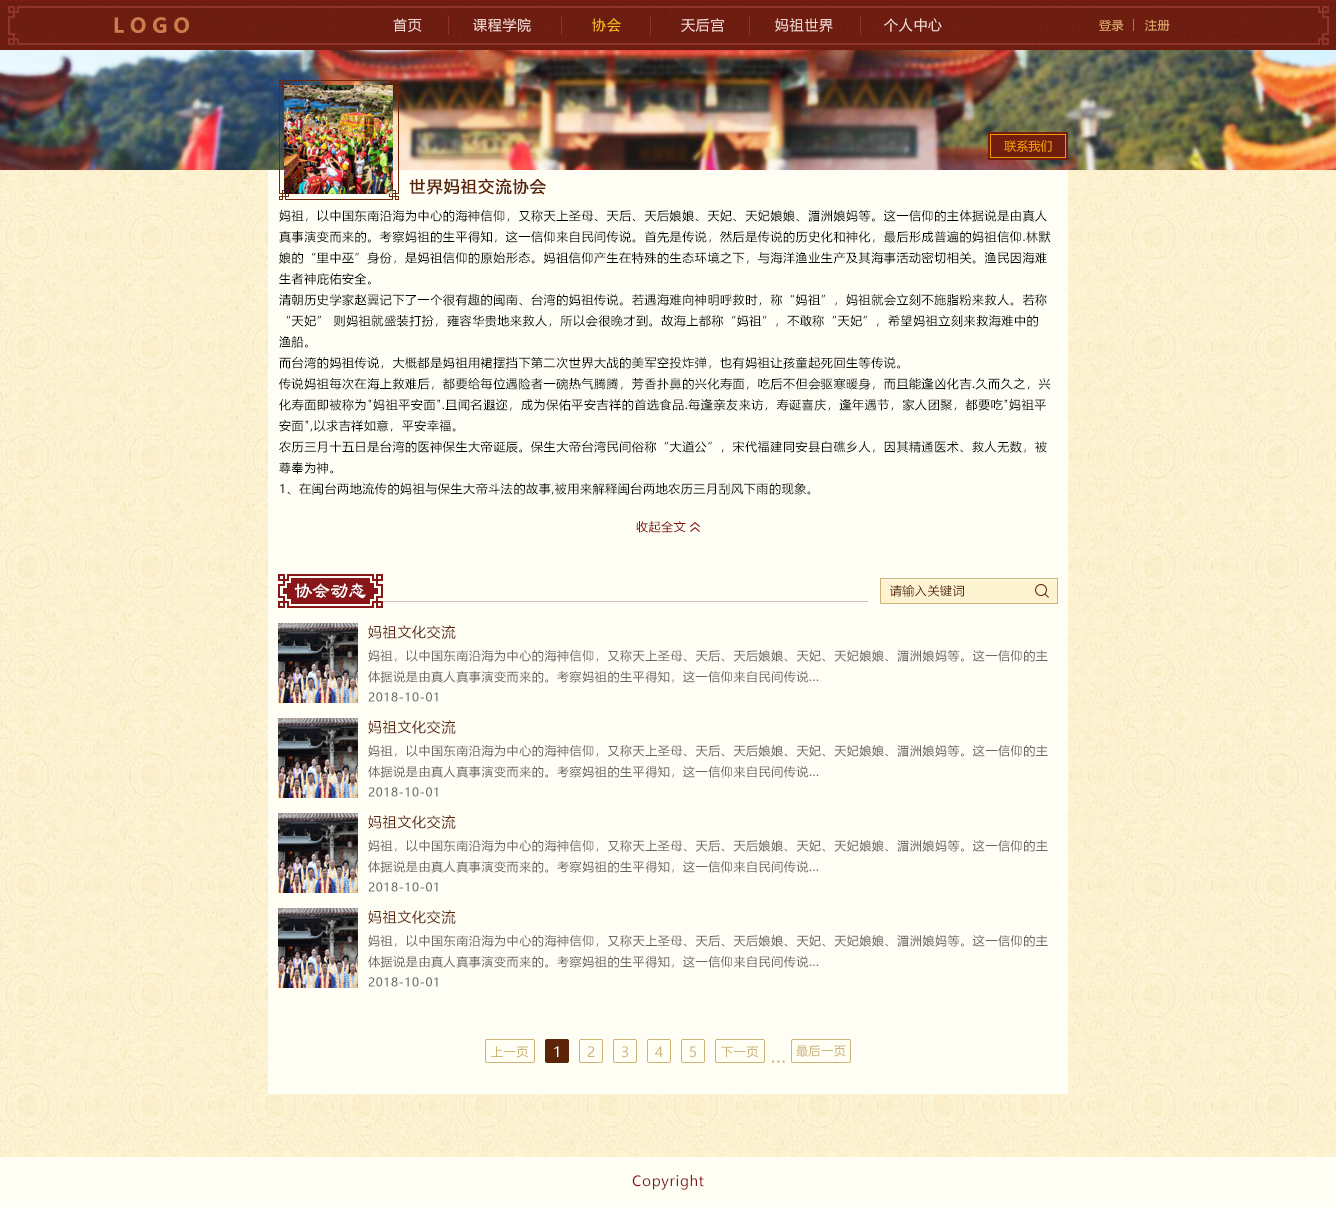 LOGO
首页
课程学院
协会
天后宫
妈祖世界
个人中心
登录
注册
联系我们
世界妈祖交流协会
妈祖，以中国东南沿海为中心的海神信仰，又称天上圣母、天后、天后娘娘、天妃、天妃娘娘、湄洲娘妈等。这一信仰的主体据说是由真人
真事演变而来的。考察妈祖的生平得知，这一信仰来自民间传说。首先是传说，然后是传说的历史化和神化，最后形成普遍的妈祖信仰.林默
娘的“里中巫”身份，是妈祖信仰的原始形态。妈祖信仰产生在特殊的生态环境之下，与海洋渔业生产及其海事活动密切相关。渔民因海难
生者神庇佑安全。
清朝历史学家赵翼记下了一个很有趣的闽南、台湾的妈祖传说。若遇海难向神明呼救时，称“妈祖”，妈祖就会立刻不施脂粉来救人。若称
“天妃” 则妈祖就盛装打扮，雍容华贵地来救人，所以会很晚才到。故海上都称“妈祖”，不敢称“天妃”，希望妈祖立刻来救海难中的
渔船。
而台湾的妈祖传说，大概都是妈祖用裙摆挡下第二次世界大战的美军空投炸弹，也有妈祖让孩童起死回生等传说。
传说妈祖每次在海上救难后，都要给每位遇险者一碗热气腾腾，芳香扑鼻的兴化寿面，吃后不但会驱寒暖身，而且能逢凶化吉.久而久之，兴
化寿面即被称为"妈祖平安面".且闻名遐迩，成为保佑平安吉祥的首选食品.每逢亲友来访，寿诞喜庆，逢年遇节，家人团聚，都要吃"妈祖平
安面",以求吉祥如意，平安幸福。
农历三月十五日是台湾的医神保生大帝诞辰。保生大帝台湾民间俗称“大道公”，宋代福建同安县白礁乡人，因其精通医术、救人无数，被
尊奉为神。
1、在闽台两地流传的妈祖与保生大帝斗法的故事,被用来解释闽台两地农历三月刮风下雨的现象。
收起全文
协会动态
请输入关键词
妈祖文化交流
妈祖，以中国东南沿海为中心的海神信仰，又称天上圣母、天后、天后娘娘、天妃、天妃娘娘、湄洲娘妈等。这一信仰的主
体据说是由真人真事演变而来的。考察妈祖的生平得知，这一信仰来自民间传说...
2018-10-01
妈祖文化交流
妈祖，以中国东南沿海为中心的海神信仰，又称天上圣母、天后、天后娘娘、天妃、天妃娘娘、湄洲娘妈等。这一信仰的主
体据说是由真人真事演变而来的。考察妈祖的生平得知，这一信仰来自民间传说...
2018-10-01
妈祖文化交流
妈祖，以中国东南沿海为中心的海神信仰，又称天上圣母、天后、天后娘娘、天妃、天妃娘娘、湄洲娘妈等。这一信仰的主
体据说是由真人真事演变而来的。考察妈祖的生平得知，这一信仰来自民间传说...
2018-10-01
妈祖文化交流
妈祖，以中国东南沿海为中心的海神信仰，又称天上圣母、天后、天后娘娘、天妃、天妃娘娘、湄洲娘妈等。这一信仰的主
体据说是由真人真事演变而来的。考察妈祖的生平得知，这一信仰来自民间传说...
2018-10-01
上一页 1 2 3 4 5 下一页 ... 最后一页
Copyright